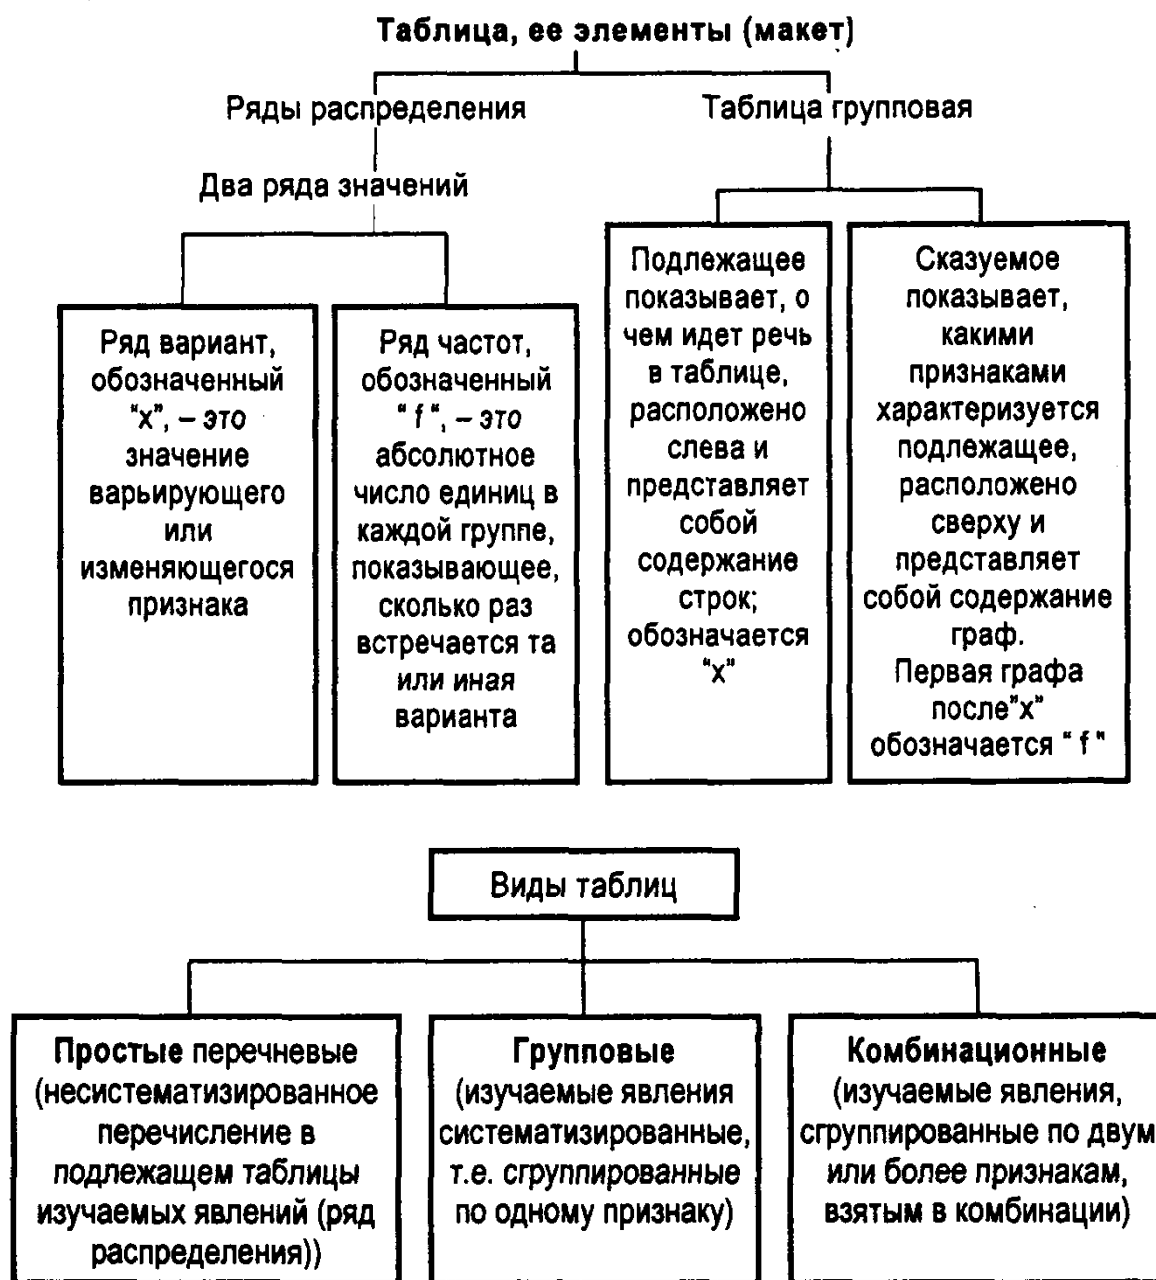 Таблица, ее элементы (макет)
Ряды распределения
Два ряда значений
Ряд вариант,
обозначенный
"х", – это
значение
варьирующего
или
изменяющегося
признака
Ряд частот,
обозначенный
" f ", – это
абсолютное
число единиц в
каждой группе,
показывающее,
сколько раз
встречается та
или иная
варианта
Таблица групповая
Подлежащее
показывает, о
чем идет речь
в таблице,
расположено
слева и
представляет
собой
содержание
строк;
обозначается
"х"
Сказуемое
показывает,
какими
признаками
характеризуется
подлежащее,
расположено
сверху и
представляет
собой содержание
граф.
Первая графа
после"х"
обозначается " f "
Виды таблиц
Простые перечневые
(несистематизированное
перечисление в
подлежащем таблицы
изучаемых явлений (ряд
распределения))
Групповые
(изучаемые явления
систематизированные,
т.е. сгруппированные
по одному признаку)
Комбинационные
(изучаемые явления,
сгруппированные по двум
или более признакам,
взятым в комбинации)